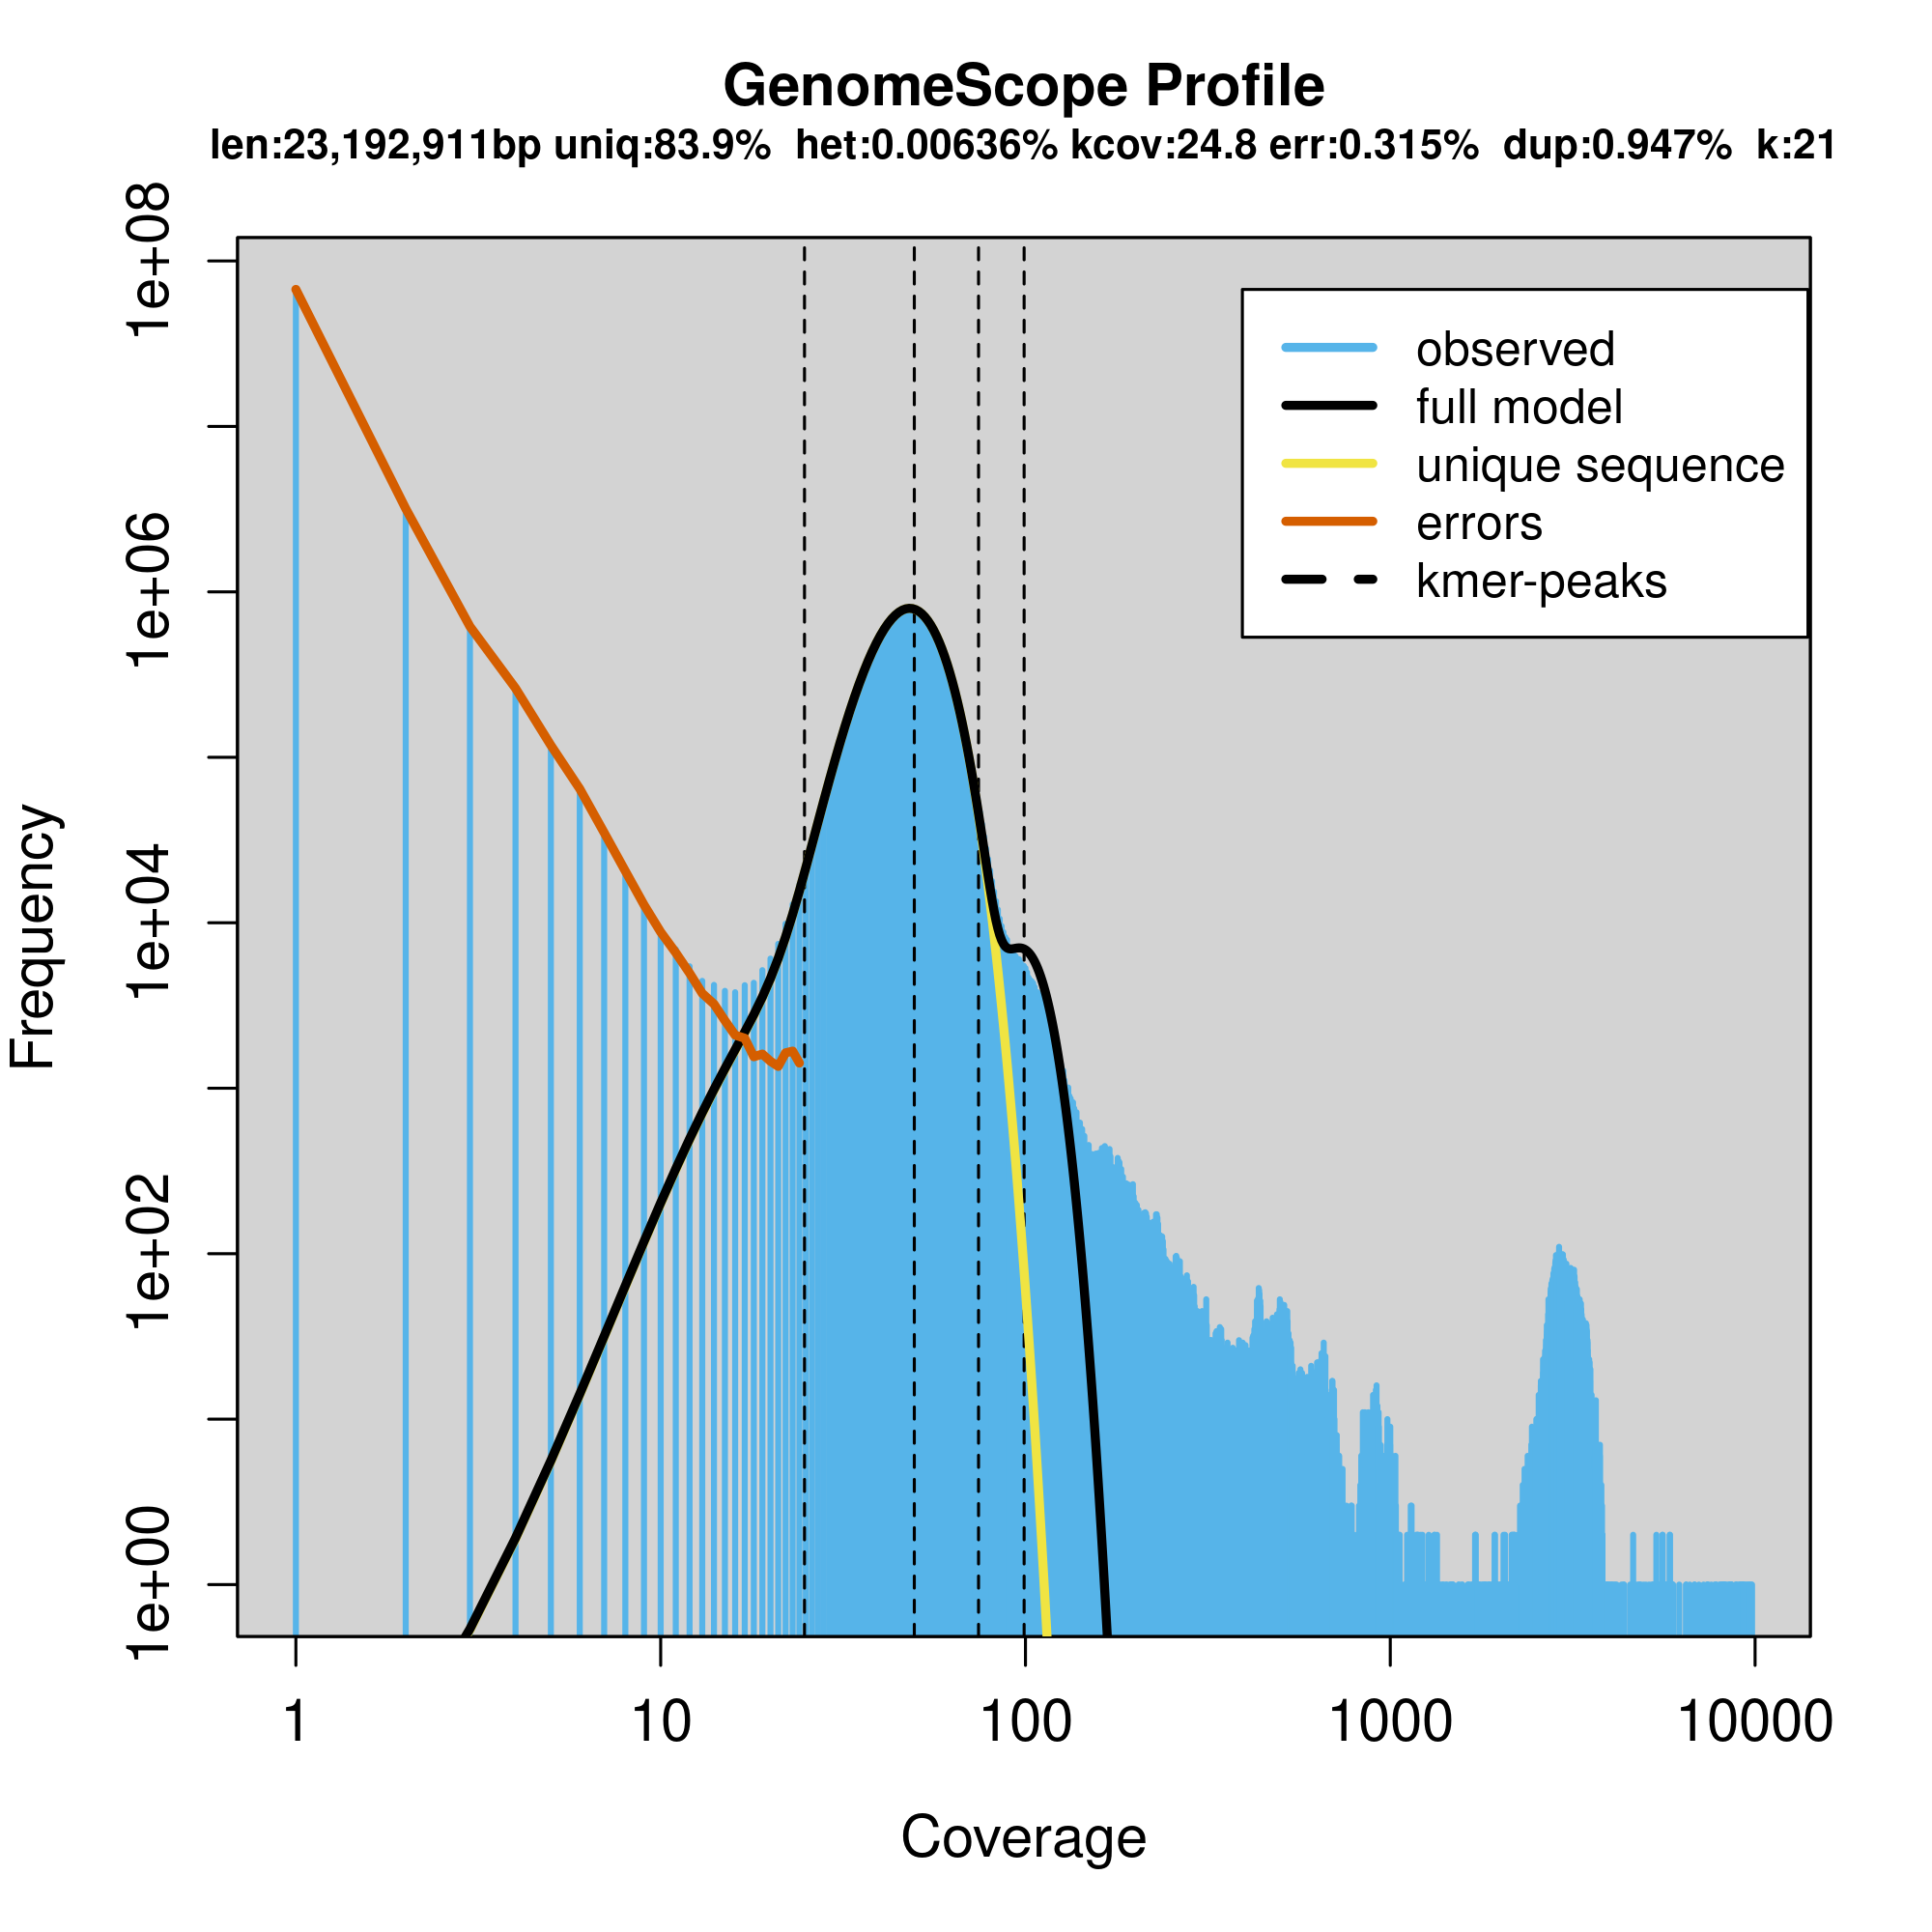 GenomeScope Profile
len:23,192,911bp uniq:83.9% het:0.00636% kcov:24.8 err:0.315% dup:0.947% k:21
1e+08
1e+06
1e+04
1e+02
1e+00
Frequency
observed
full model
unique sequence
errors
kmer-peaks
1 10 100 1000 10000
Coverage